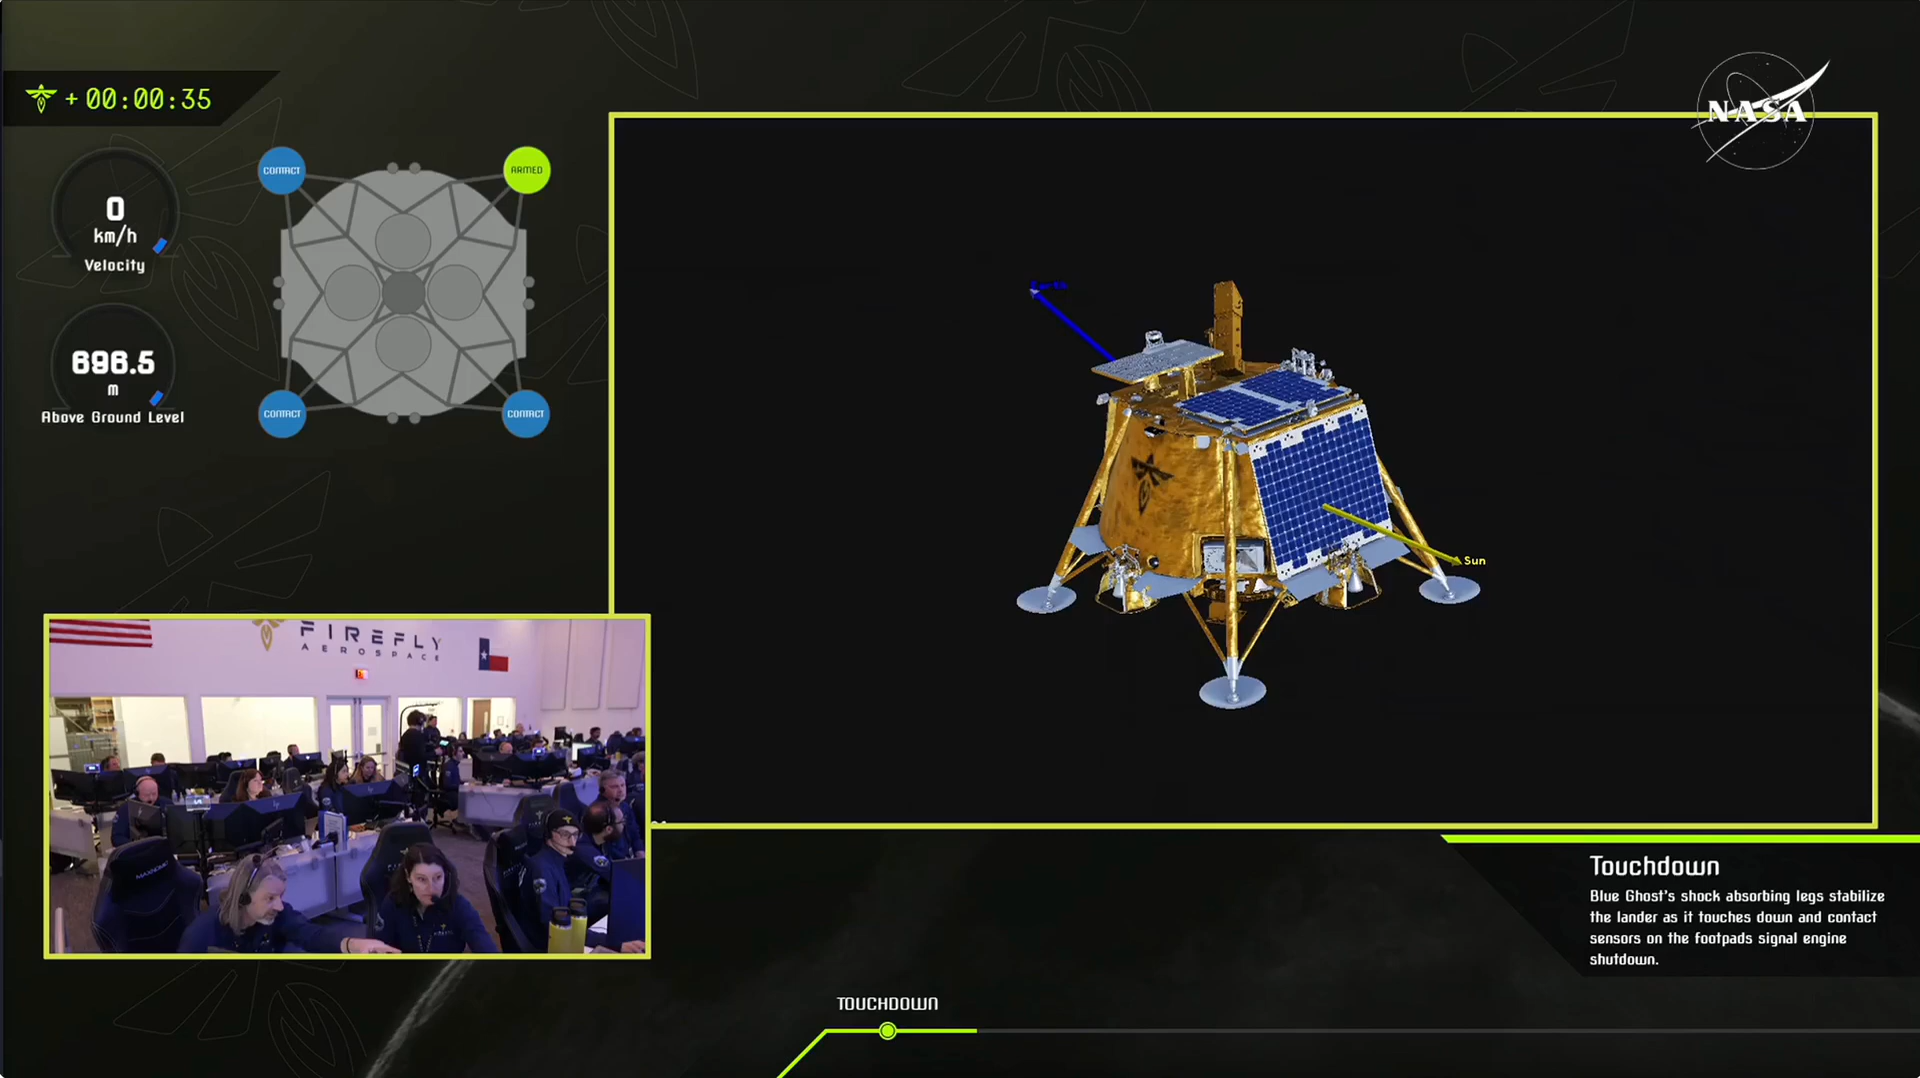 + 00:00:35
NASA
CONTACT
ARMED
0
km/h
Velocity
696.5
m
Above Ground Level
CONTACT
CONTACT
Sun
FIREFLY
AEROSPACE
Touchdown
Blue Ghost's shock absorbing legs stabilize
the lander as it touches down and contact
sensors on the footpads signal engine
shutdown.
TOUCHDOWN